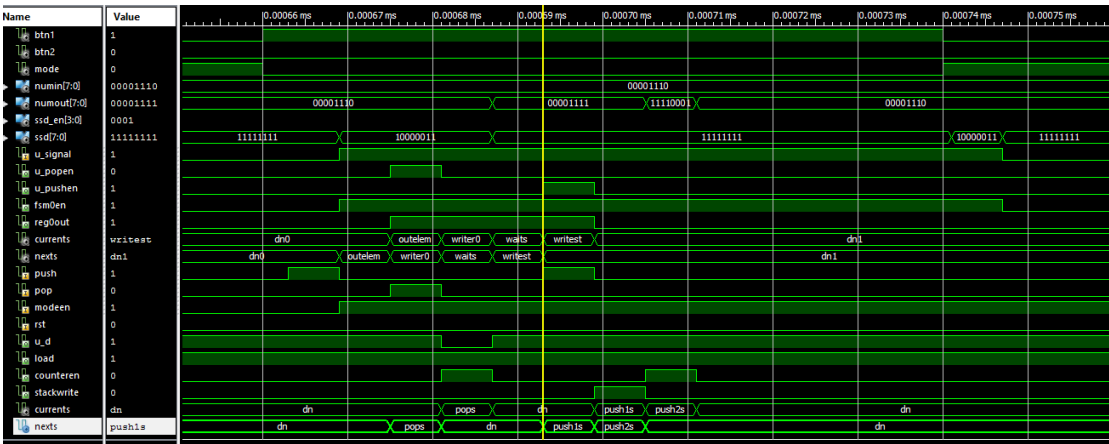 Name Value 0.00066 ms 0.00067 ms 0.00068 ms 0.00069 ms 0.00070 ms 0.00071 ms 0.00072 ms 0.00073 ms 0.00074 ms 0.00075 ms
btn1 1
btn2 0
mode 0
numin[7:0] 00001110 00001110
numout[7:0] 00001111 00001110 00001111 11110001 00001110
ssd_en[3:0] 0001
ssd[7:0] 11111111 11111111 10000011 11111111 10000011 11111111
u_signal 1
u_popen 0
u_pushen 1
fsm0en 1
reg0out 1
currents writest dn0 outelem writer0 waits writest dn1
nexts dn1 dn0 outelem writer0 waits writest dn1
push 1
pop 0
modeen 1
rst 0
u_d 1
load 1
counteren 0
stackwrite 0
currents dn dn pops dn push1s push2s dn
nexts push1s dn pops dn push1s push2s dn